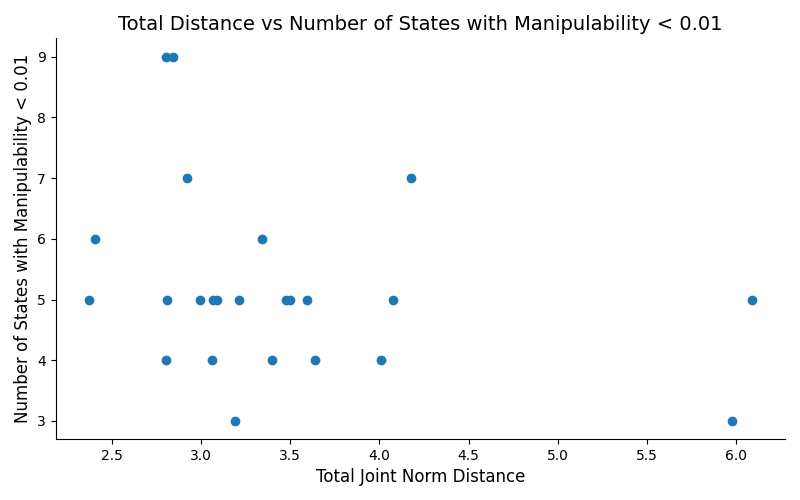 Total Distance vs Number of States with Manipulability < 0.01
Number of States with Manipulability < 0.01
9
8
7
6
5
4
3
2.5 3.0 3.5 4.0 4.5 5.0 5.5 6.0
Total Joint Norm Distance